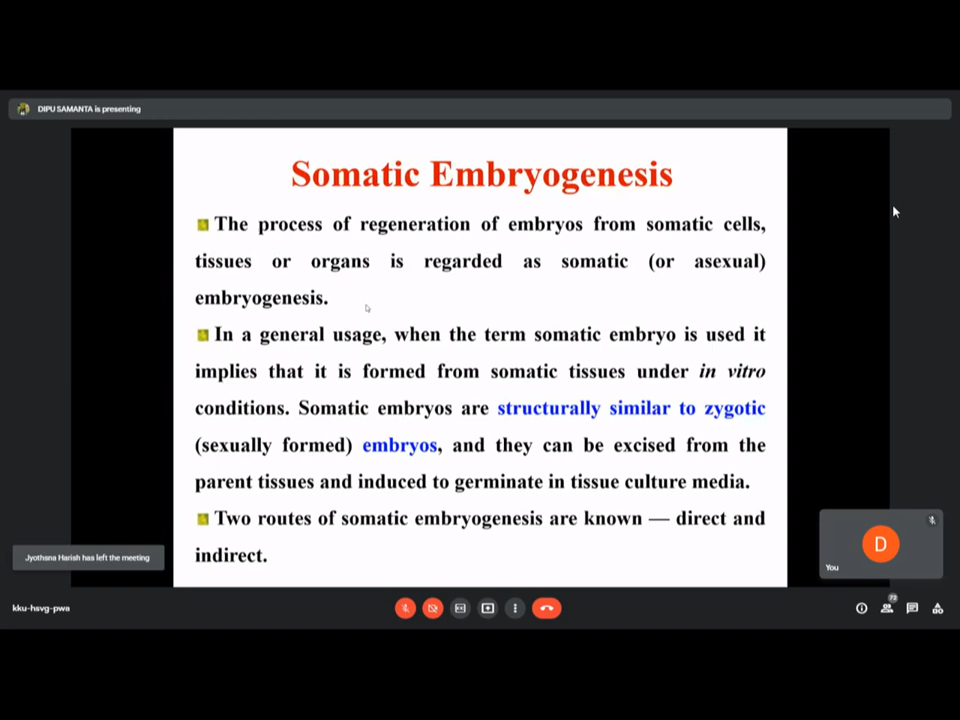 DIPU SAMANTA is presenting
Somatic Embryogenesis
The process of regeneration of embryos from somatic cells,
tissues or organs is regarded as somatic (or asexual)
embryogenesis.
In a general usage, when the term somatic embryo is used it
implies that it is formed from somatic tissues under in vitro
conditions. Somatic embryos are structurally similar to zygotic
(sexually formed) embryos, and they can be excised from the
parent tissues and induced to germinate in tissue culture media.
Two routes of somatic embryogenesis are known — direct and
indirect.
Jyothsna Harish has left the meeting
D
You
kku-hsvg-pwa
72